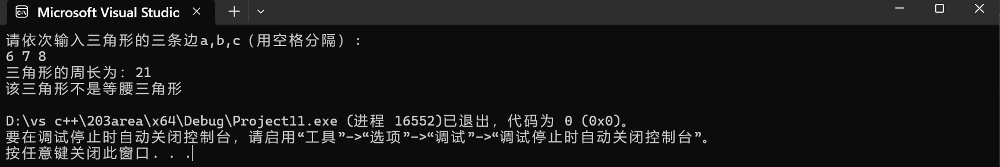 Microsoft Visual Studio
请依次输入三角形的三条边a,b,c（用空格分隔）:
6 7 8
三角形的周长为: 21
该三角形不是等腰三角形
D:\vs c++\203area\x64\Debug\Project11.exe (进程 16552)已退出，代码为 0 (0x0)。
要在调试停止时自动关闭控制台，请启用“工具”->“选项”->“调试”->“调试停止时自动关闭控制台”。
按任意键关闭此窗口. . .